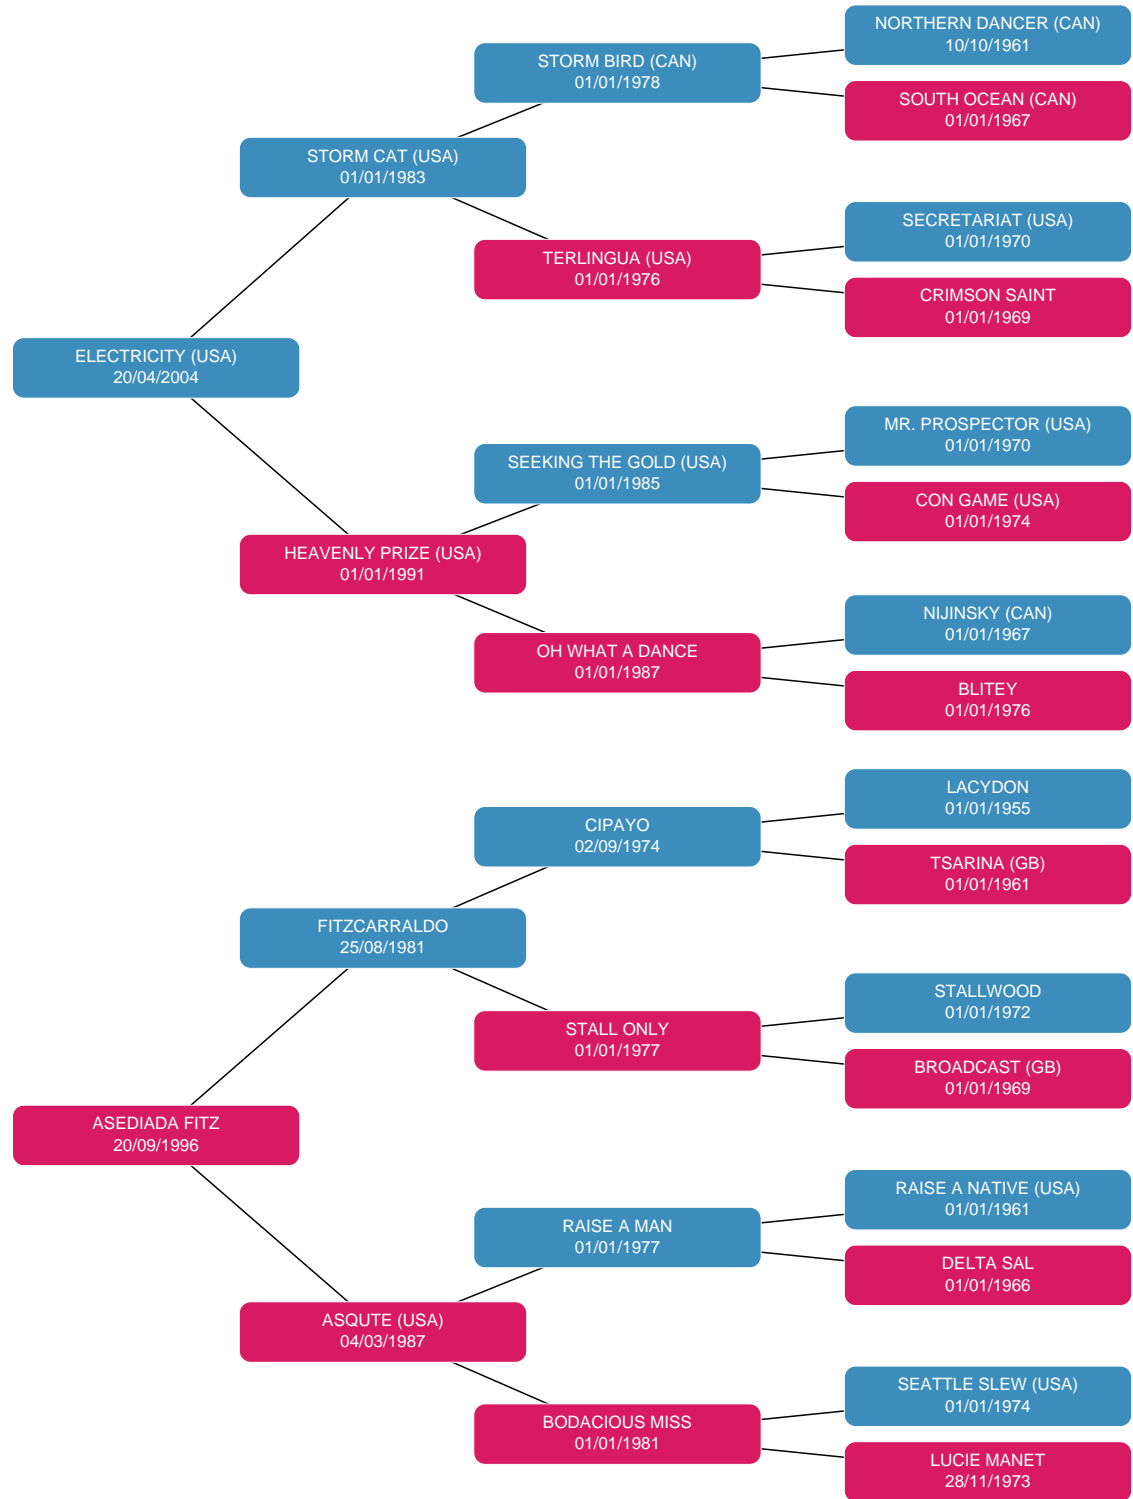 NORTHERN DANCER (CAN)
10/10/1961
STORM BIRD (CAN)
01/01/1978
SOUTH OCEAN (CAN)
01/01/1967
STORM CAT (USA)
01/01/1983
SECRETARIAT (USA)
01/01/1970
TERLINGUA (USA)
01/01/1976
CRIMSON SAINT
01/01/1969
ELECTRICITY (USA)
20/04/2004
MR. PROSPECTOR (USA)
01/01/1970
SEEKING THE GOLD (USA)
01/01/1985
CON GAME (USA)
01/01/1974
HEAVENLY PRIZE (USA)
01/01/1991
NIJINSKY (CAN)
01/01/1967
OH WHAT A DANCE
01/01/1987
BLITEY
01/01/1976
LACYDON
01/01/1955
CIPAYO
02/09/1974
TSARINA (GB)
01/01/1961
FITZCARRALDO
25/08/1981
STALLWOOD
01/01/1972
STALL ONLY
01/01/1977
BROADCAST (GB)
01/01/1969
ASEDIADA FITZ
20/09/1996
RAISE A NATIVE (USA)
01/01/1961
RAISE A MAN
01/01/1977
DELTA SAL
01/01/1966
ASQUTE (USA)
04/03/1987
SEATTLE SLEW (USA)
01/01/1974
BODACIOUS MISS
01/01/1981
LUCIE MANET
28/11/1973